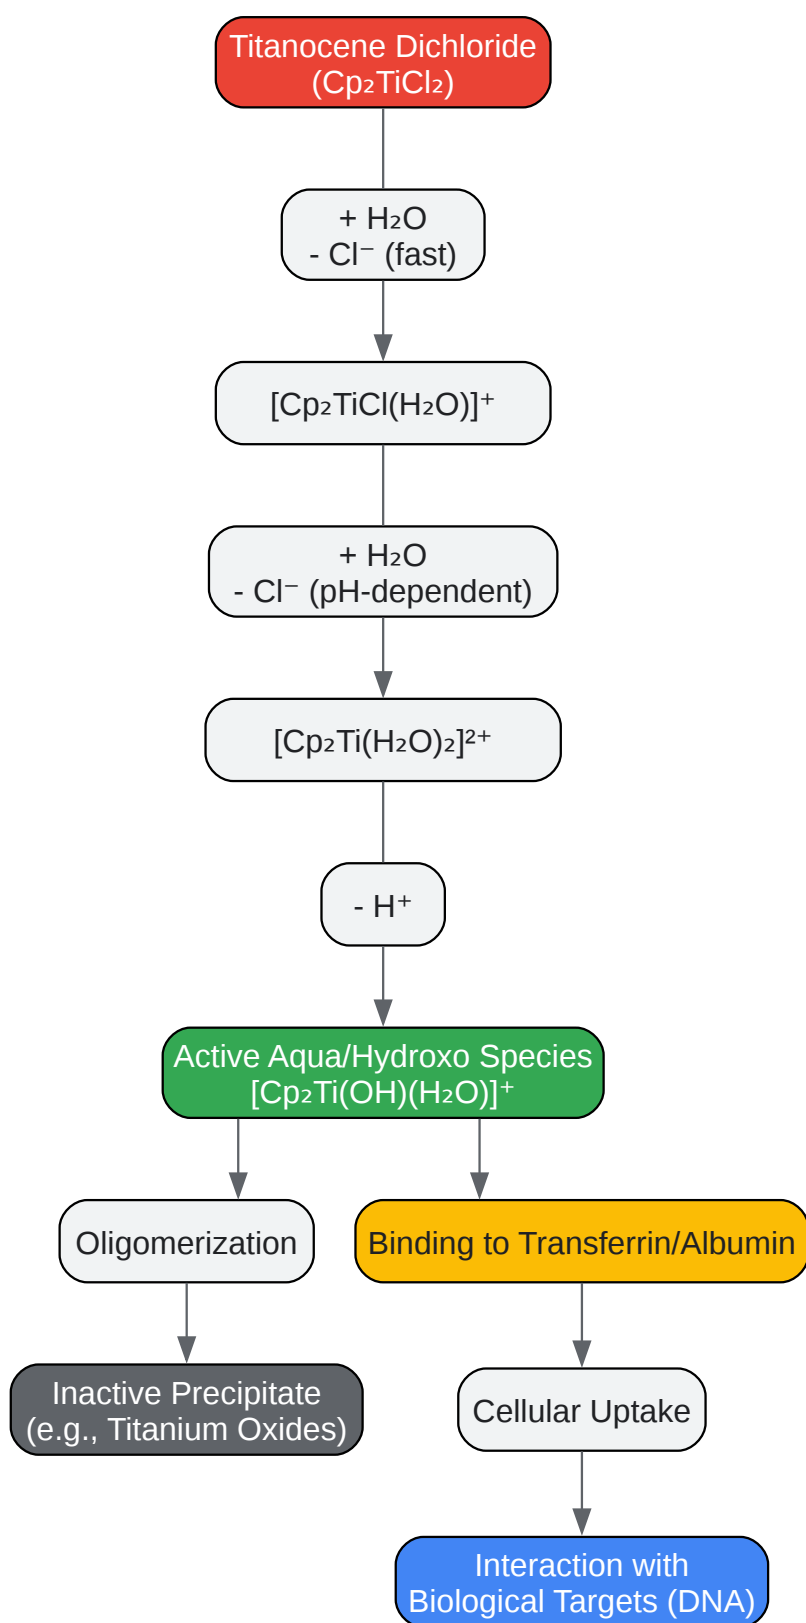 Titanocene Dichloride
(Cp₂TiCl₂)
+ H₂O
- Cl⁻ (fast)
[Cp₂TiCl(H₂O)]⁺
+ H₂O
- Cl⁻ (pH-dependent)
[Cp₂Ti(H₂O)₂]²⁺
- H⁺
Active Aqua/Hydroxo Species
[Cp₂Ti(OH)(H₂O)]⁺
Oligomerization
Binding to Transferrin/Albumin
Inactive Precipitate
(e.g., Titanium Oxides)
Cellular Uptake
Interaction with
Biological Targets (DNA)